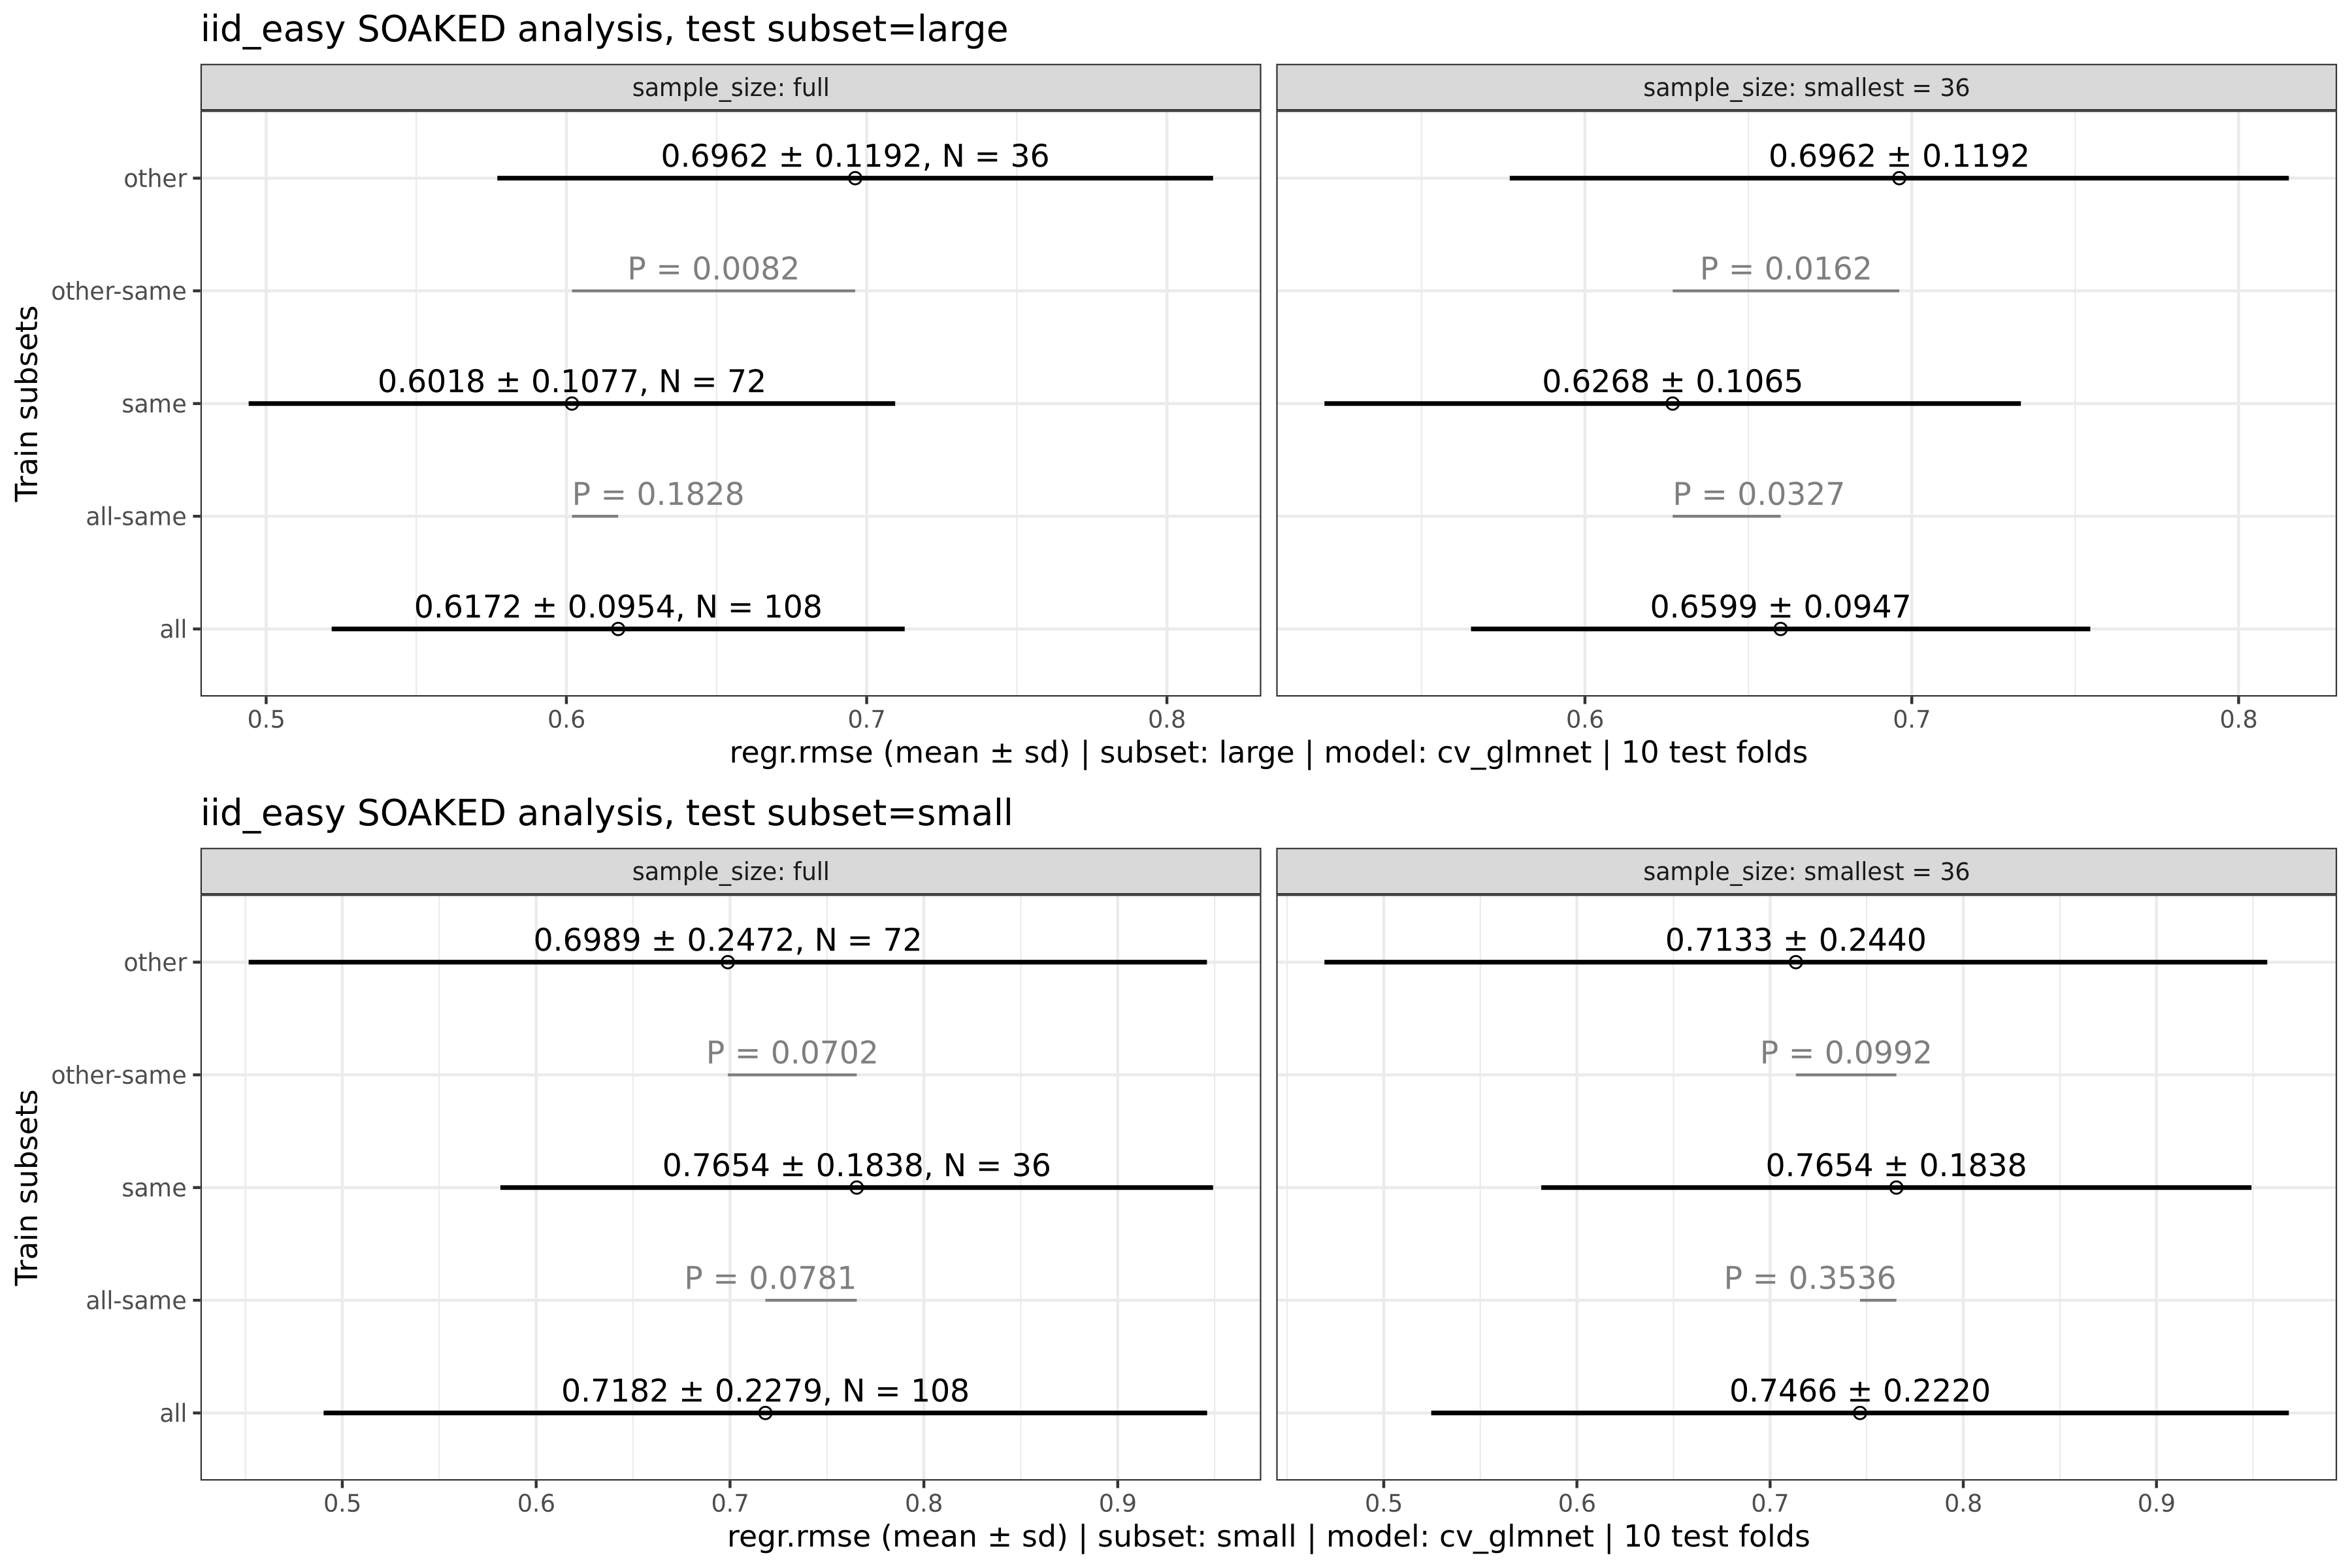 iid_easy SOAKED analysis, test subset=large
sample_size: full
sample_size: smallest = 36
Train subsets
other
0.6962 ± 0.1192, N = 36
0.6962 ± 0.1192
other-same
P = 0.0082
P = 0.0162
same
0.6018 ± 0.1077, N = 72
0.6268 ± 0.1065
all-same
P = 0.1828
P = 0.0327
all
0.6172 ± 0.0954, N = 108
0.6599 ± 0.0947
0.5 0.6 0.7 0.8
0.6 0.7 0.8
regr.rmse (mean ± sd) | subset: large | model: cv_glmnet | 10 test folds
iid_easy SOAKED analysis, test subset=small
sample_size: full
sample_size: smallest = 36
Train subsets
other
0.6989 ± 0.2472, N = 72
0.7133 ± 0.2440
other-same
P = 0.0702
P = 0.0992
same
0.7654 ± 0.1838, N = 36
0.7654 ± 0.1838
all-same
P = 0.0781
P = 0.3536
all
0.7182 ± 0.2279, N = 108
0.7466 ± 0.2220
0.5 0.6 0.7 0.8 0.9
0.5 0.6 0.7 0.8 0.9
regr.rmse (mean ± sd) | subset: small | model: cv_glmnet | 10 test folds